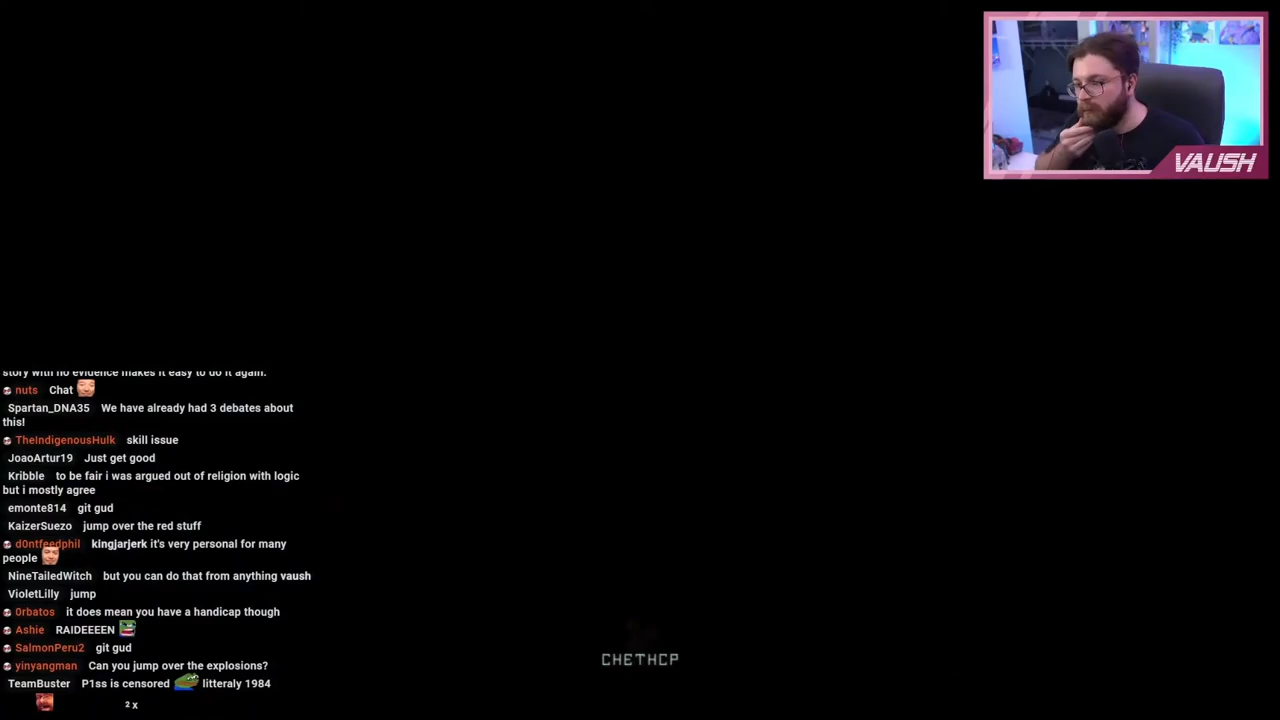 VAUSH
story with no evidence makes it easy to do it again.
nuts Chat
Spartan_DNA35 We have already had 3 debates about
this!
TheIndigenousHulk skill issue
JoaoArtur19 Just get good
Kribble to be fair i was argued out of religion with logic
but i mostly agree
emonte814 git gud
KaizerSuezo jump over the red stuff
d0ntfeedphil kingjarjerk it's very personal for many
people
NineTailedWitch but you can do that from anything vaush
VioletLilly jump
0rbatos it does mean you have a handicap though
Ashie RAIDEEEEN
SalmonPeru2 git gud
yinyangman Can you jump over the explosions?
TeamBuster P1ss is censored litteraly 1984
2 x
CHETHCP